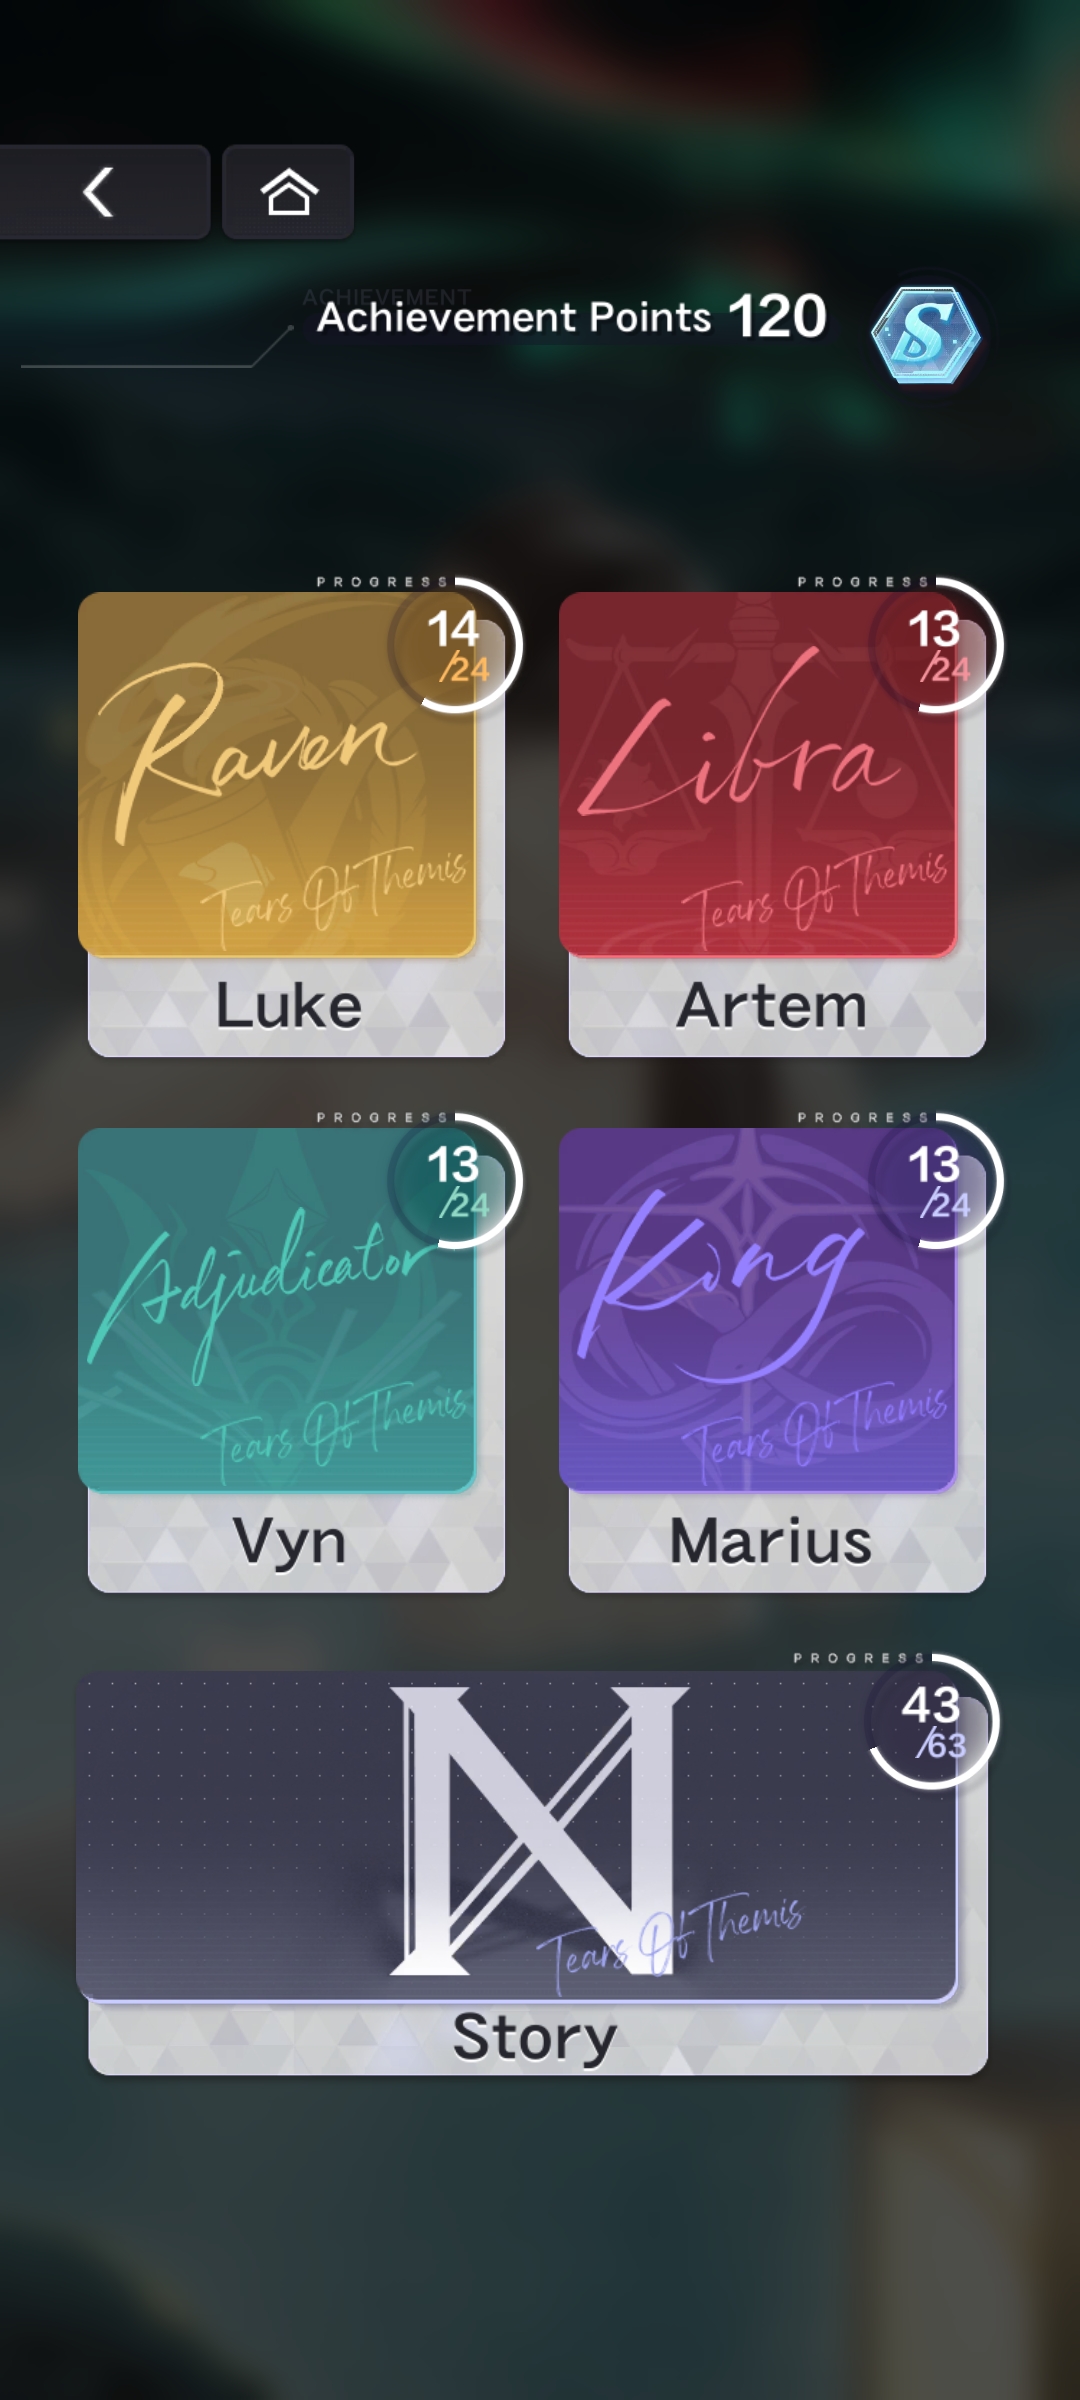 ACHIEVEMENT
Achievement Points 120
S
PROGRESS
14
/24
Raven
Tears Of Themis
Luke
PROGRESS
13
/24
Libra
Tears Of Themis
Artem
PROGRESS
13
/24
Adjudicator
Tears Of Themis
Vyn
PROGRESS
13
/24
King
Tears Of Themis
Marius
PROGRESS
43
/63
N
Tears Of Themis
Story